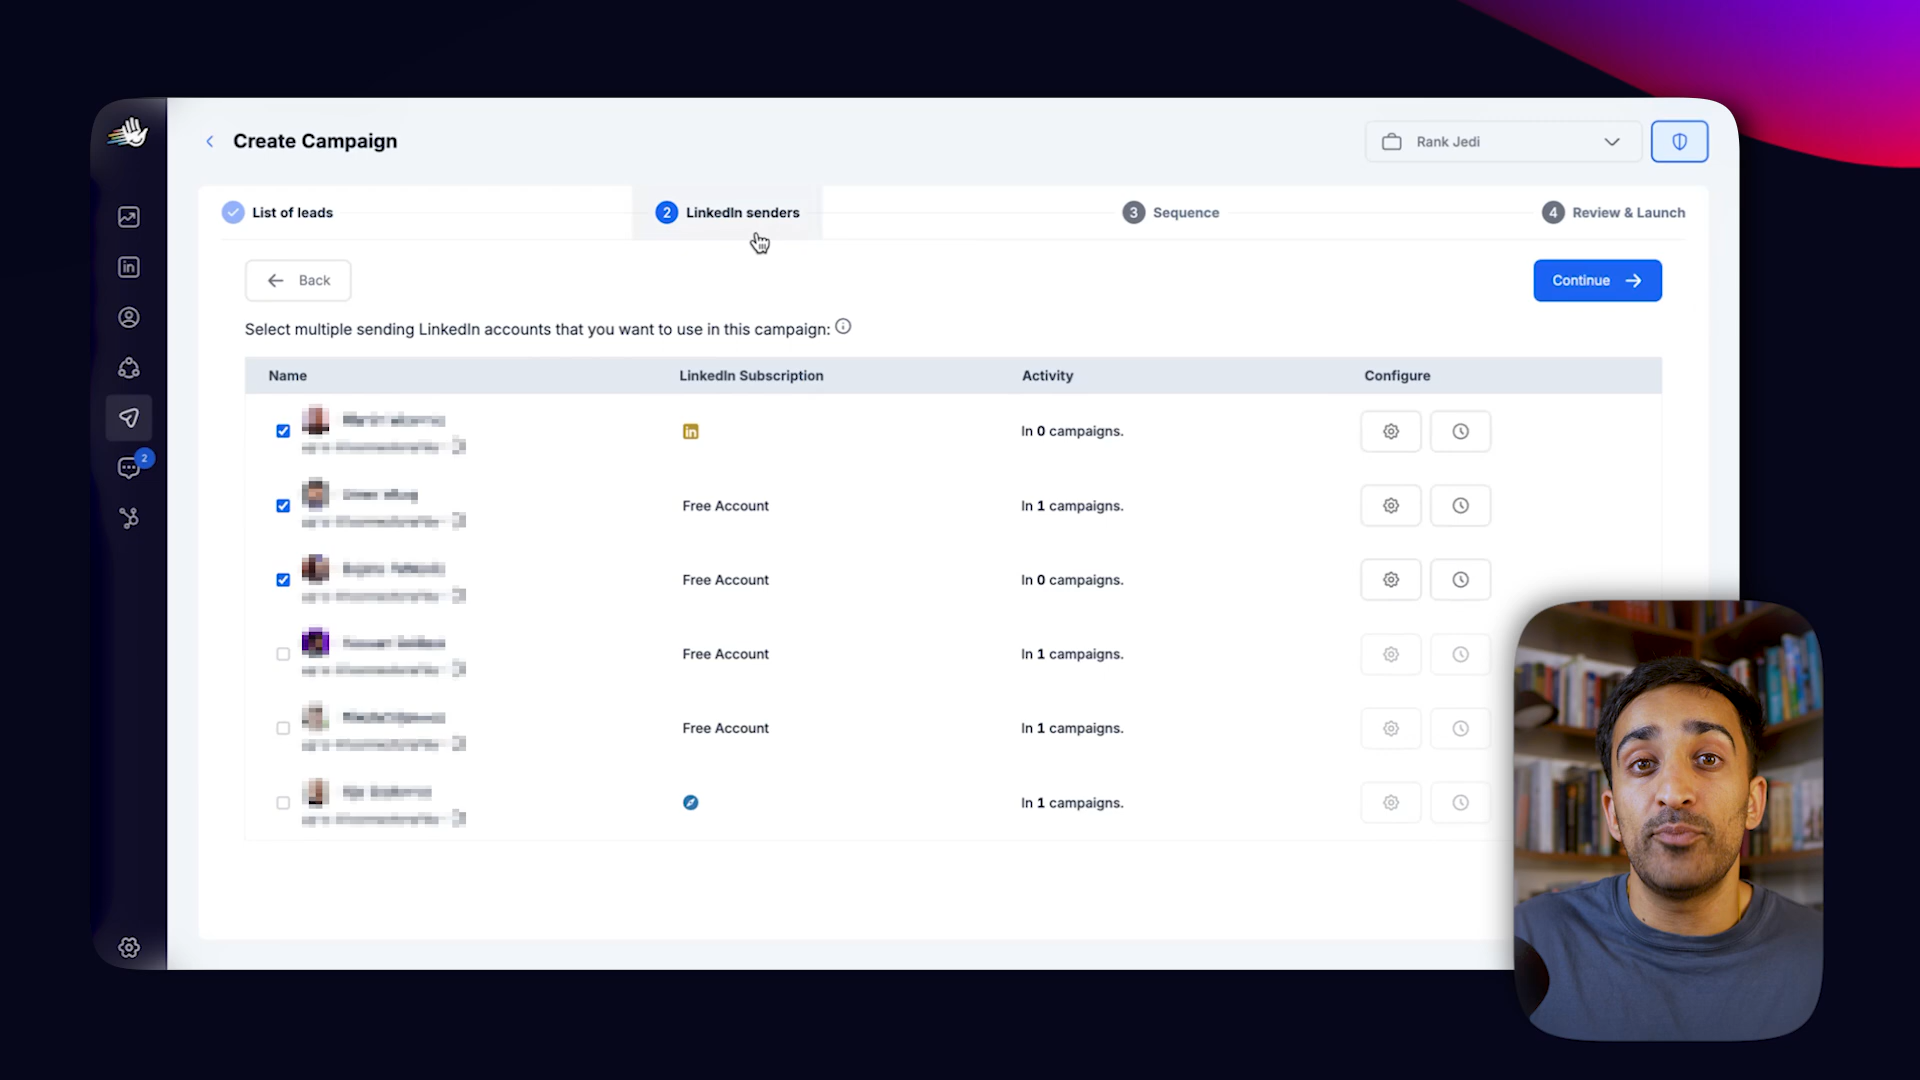 Create Campaign
Rank Jedi
List of leads
2 LinkedIn senders
3 Sequence
4 Review & Launch
Back
Continue
Select multiple sending LinkedIn accounts that you want to use in this campaign:
Name LinkedIn Subscription Activity Configure
in In 0 campaigns.
Free Account In 1 campaigns.
2
Free Account In 0 campaigns.
Free Account In 1 campaigns.
Free Account In 1 campaigns.
In 1 campaigns.